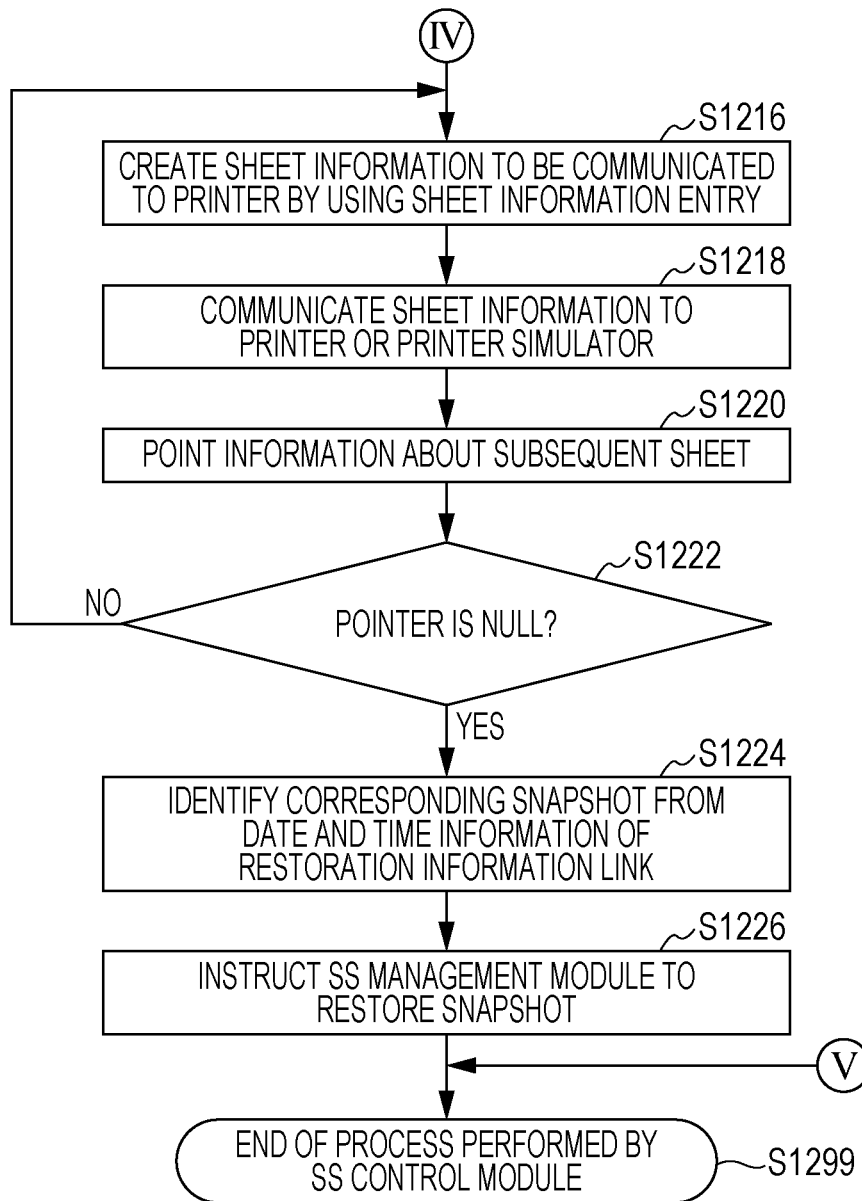 IV
S1216
CREATE SHEET INFORMATION TO BE COMMUNICATED
TO PRINTER BY USING SHEET INFORMATION ENTRY
S1218
COMMUNICATE SHEET INFORMATION TO
PRINTER OR PRINTER SIMULATOR
S1220
POINT INFORMATION ABOUT SUBSEQUENT SHEET
S1222
NO
POINTER IS NULL?
YES
S1224
IDENTIFY CORRESPONDING SNAPSHOT FROM
DATE AND TIME INFORMATION OF
RESTORATION INFORMATION LINK
S1226
INSTRUCT SS MANAGEMENT MODULE TO
RESTORE SNAPSHOT
V
END OF PROCESS PERFORMED BY
SS CONTROL MODULE
S1299